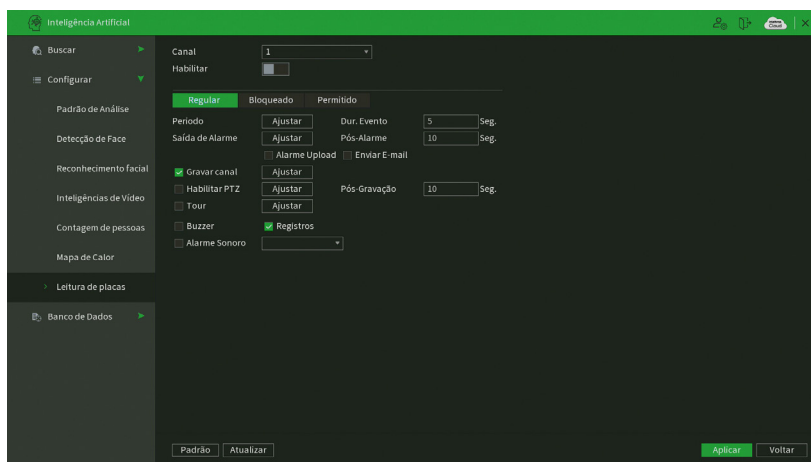 Inteligência Artificial
Cloud
Buscar
Configurar
Padrão de Análise
Detecção de Face
Reconhecimento facial
Inteligências de Vídeo
Contagem de pessoas
Mapa de Calor
Leitura de placas
Banco de Dados
Canal 1
Habilitar
Regular Bloqueado Permitido
Periodo Ajustar Dur. Evento 5 Seg.
Saída de Alarme Ajustar Pós-Alarme 10 Seg.
Alarme Upload Enviar E-mail
Gravar canal Ajustar
Habilitar PTZ Ajustar Pós-Gravação 10 Seg.
Tour Ajustar
Buzzer Registros
Alarme Sonoro
Padrão Atualizar Aplicar Voltar